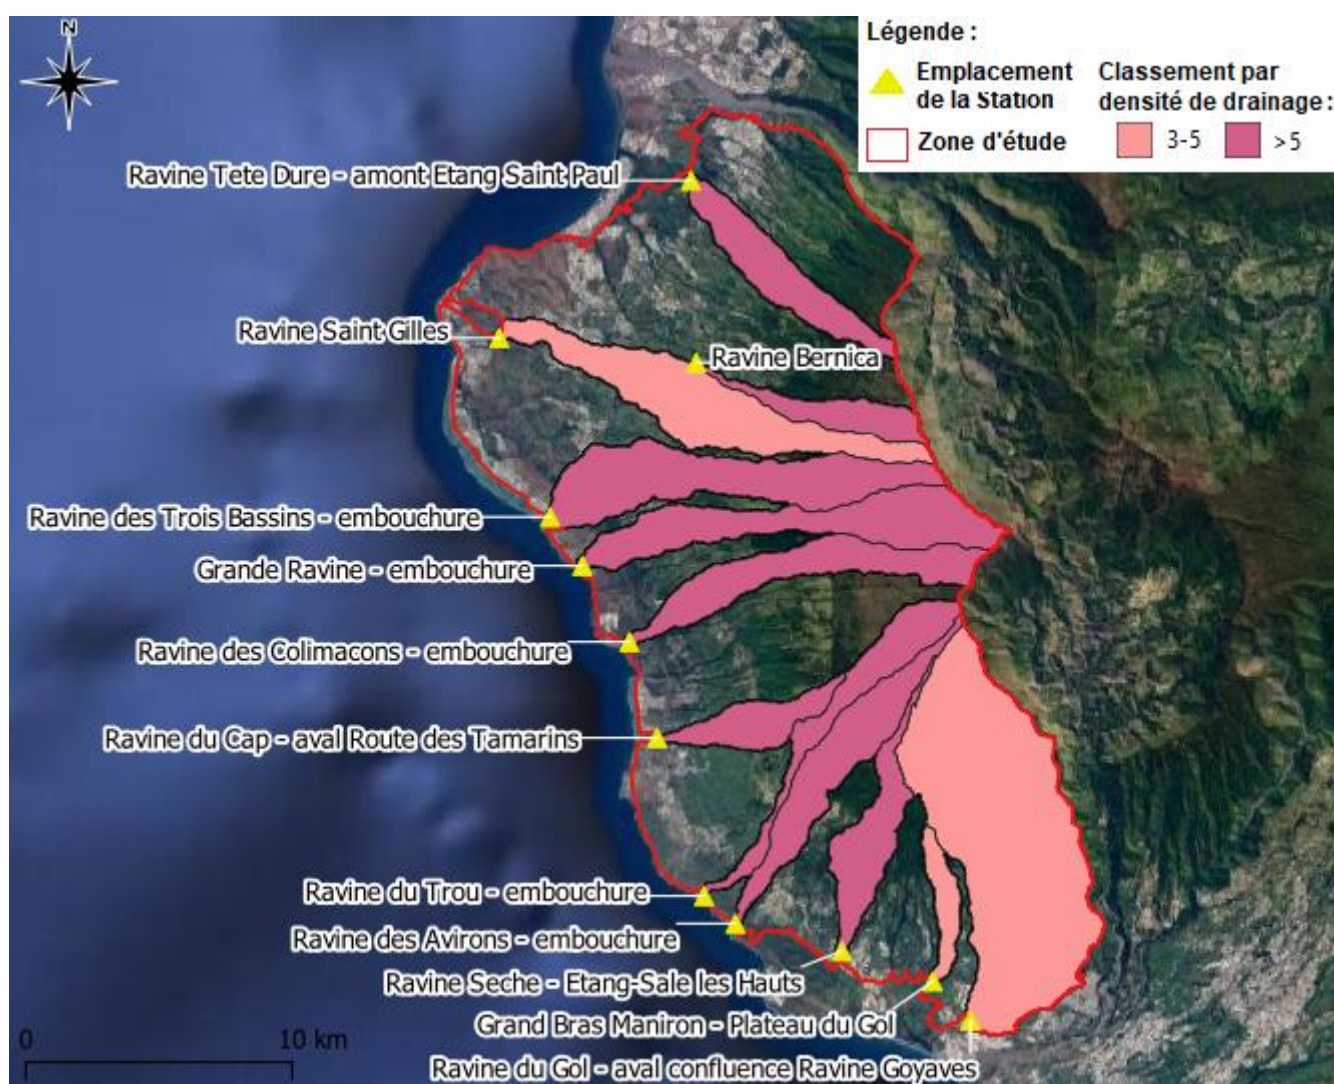 N
Légende :
Emplacement
de la Station
Zone d'étude
Classement par
densité de drainage :
3-5
>5
Ravine Tete Dure - amont Etang Saint Paul
Ravine Saint Gilles
Ravine Bernica
Ravine des Trois Bassins - embouchure
Grande Ravine - embouchure
Ravine des Colimacons - embouchure
Ravine du Cap - aval Route des Tamarins
Ravine du Trou - embouchure
Ravine des Avirons - embouchure
Ravine Seche - Etang-Sale les Hauts
Grand Bras Maniron - Plateau du Gol
Ravine du Gol - aval confluence Ravine Goyaves
0
10 km